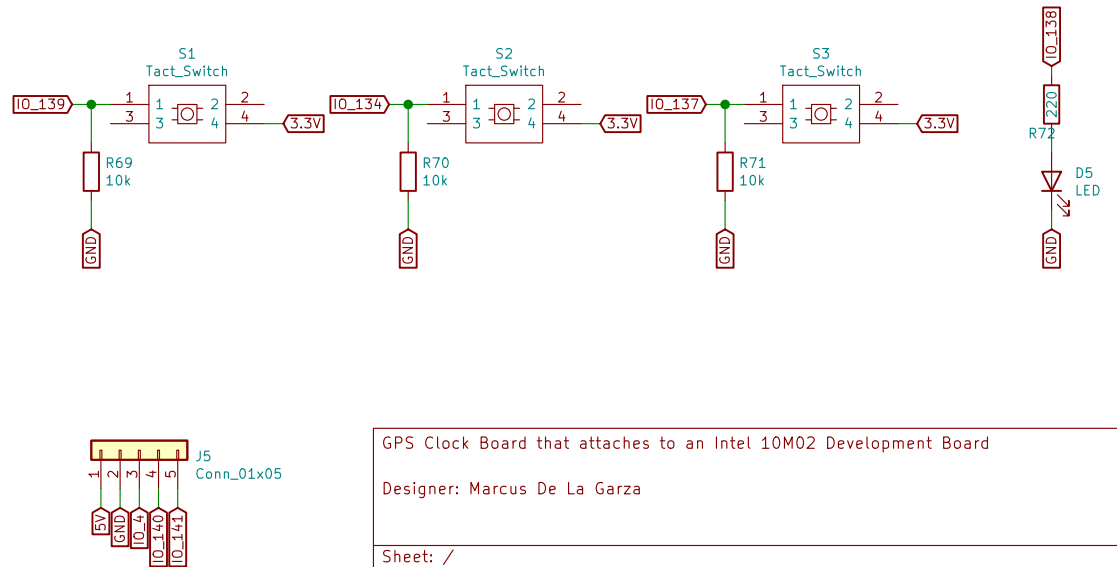 S1
Tact_Switch
IO_139
1
1
2
2
3
3
4
4
3.3V
R69
10k
GND
S2
Tact_Switch
IO_134
1
1
2
2
3
3
4
4
3.3V
R70
10k
GND
S3
Tact_Switch
IO_137
1
1
2
2
3
3
4
4
3.3V
R71
10k
GND
IO_138
220
R72
D5
LED
GND
J5
Conn_01x05
1
2
3
4
5
5V
GND
IO_4
IO_140
IO_141
GPS Clock Board that attaches to an Intel 10M02 Development Board
Designer: Marcus De La Garza
Sheet: /